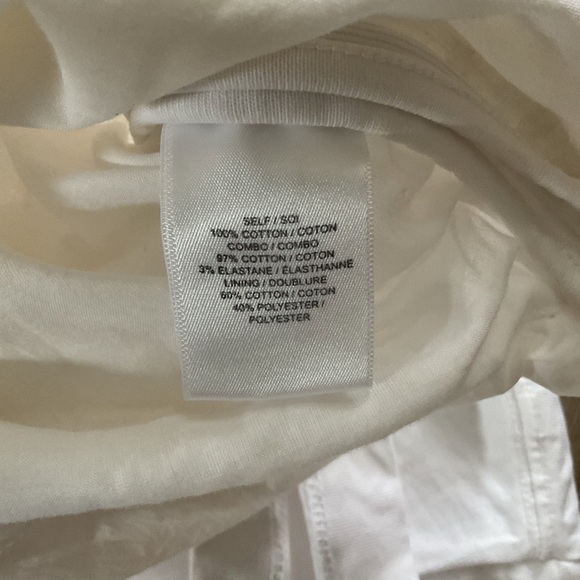 SELF / SOI
100% COTTON / COTON
COMBO / COMBO
97% COTTON / COTON
3% ELASTANE / ÉLASTHANNE
LINING / DOUBLURE
60% COTTON / COTON
40% POLYESTER /
POLYESTER